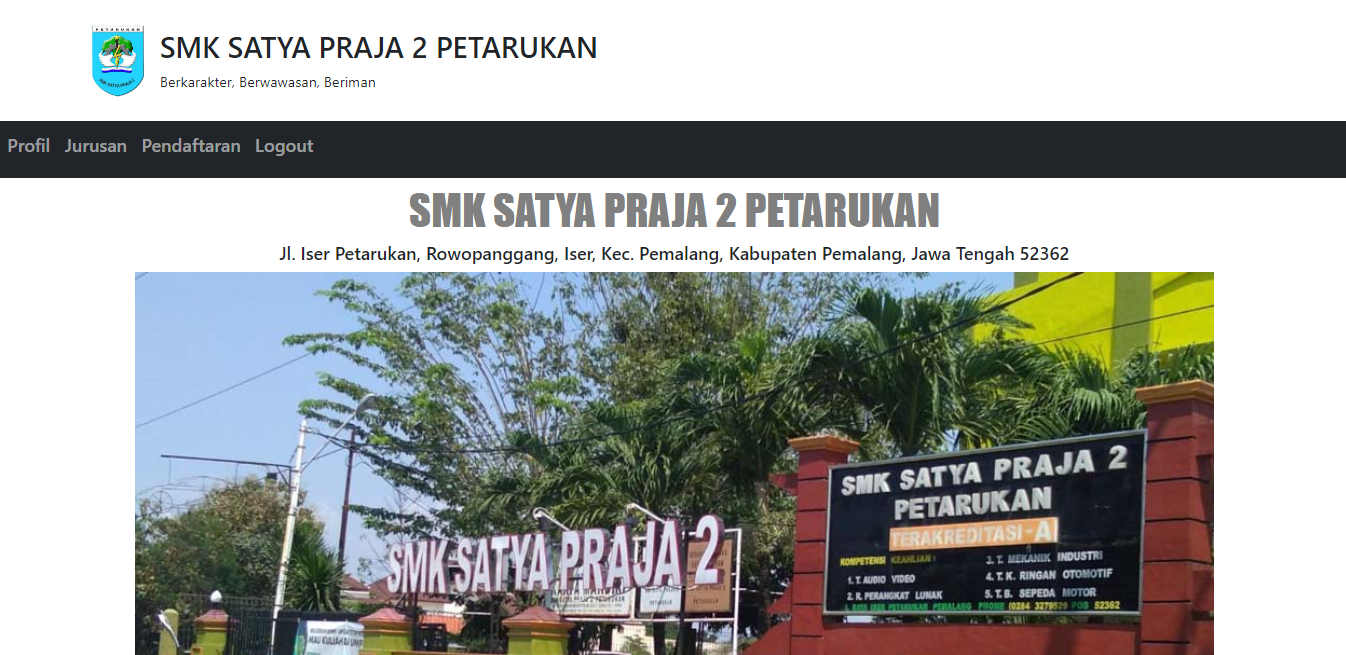 PETARUKAN
SMK SATYA PRAJA 2 PETARUKAN
Berkarakter, Berwawasan, Beriman
Profil Jurusan Pendaftaran Logout
SMK SATYA PRAJA 2 PETARUKAN
Jl. Iser Petarukan, Rowopanggang, Iser, Kec. Pemalang, Kabupaten Pemalang, Jawa Tengah 52362
SMK SATYA PRAJA 2
SMK SATYA PRAJA 2
PETARUKAN
TERAKREDITASI-A
KOMPETENSI KEAHLIAN :
1. T. AUDIO VIDEO
2. R. PERANGKAT LUNAK
3. T. MEKANIK INDUSTRI
4. T. K. RINGAN OTOMOTIF
5. T. B. SEPEDA MOTOR
PETARUKAN PEMALANG PHONE (0284 3279529 POS 52362